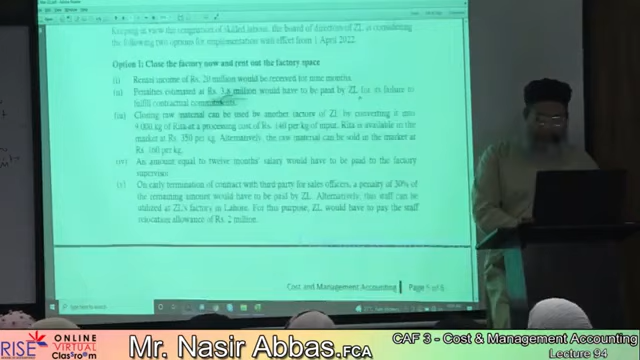 Keeping at view the resignation of skilled labour, the board of directors of ZL is considering
the following two options for implementation with effect from 1 April 2022
Option 1: Close the factory now and rent out the factory space
(i) Rental income of Rs. 20 million would be received for nine months.
(ii) Penalties estimated at Rs. 3.8 million would have to be paid by ZL for its failure to
fulfil contractual commitments.
(iii) Closing raw material can be used by another factory of ZL by converting it into
9,000 kg of Rita at a processing cost of Rs. 140 per kg of input. Rita is available in the
market at Rs. 350 per kg. Alternatively, the raw material can be sold in the market at
Rs. 160 per kg.
(iv) An amount equal to twelve months' salary would have to be paid to the factory
supervisor.
(v) On early termination of contract with third party for sales officers, a penalty of 30% of
the remaining amount would have to be paid by ZL. Alternatively, this staff can be
utilized at ZL's factory in Lahore. For this purpose, ZL would have to pay the staff
relocation allowance of Rs. 2 million.
Cost and Management Accounting
Page 5 of 6
RISE
ONLINE
VIRTUAL
Classroom
Mr. Nasir Abbas.FCA
CAF 3 - Cost & Management Accounting
Lecture 94